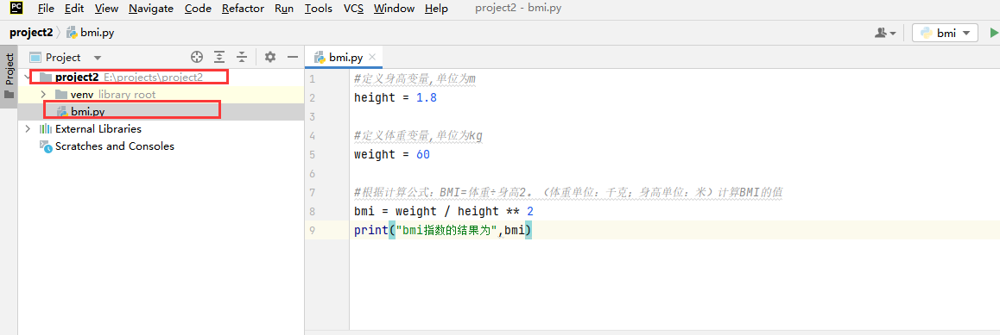 PC File Edit View Navigate Code Refactor Run Tools VCS Window Help project2 - bmi.py
project2 bmi.py bmi
Project
Project
project2 E:\projects\project2
venv library root
bmi.py
External Libraries
Scratches and Consoles
bmi.py
1 #定义身高变量,单位为m
2 height = 1.8
3
4 #定义体重变量,单位为kg
5 weight = 60
6
7 #根据计算公式：BMI=体重÷身高2。（体重单位：千克；身高单位：米）计算BMI的值
8 bmi = weight / height ** 2
9 print("bmi指数的结果为",bmi)